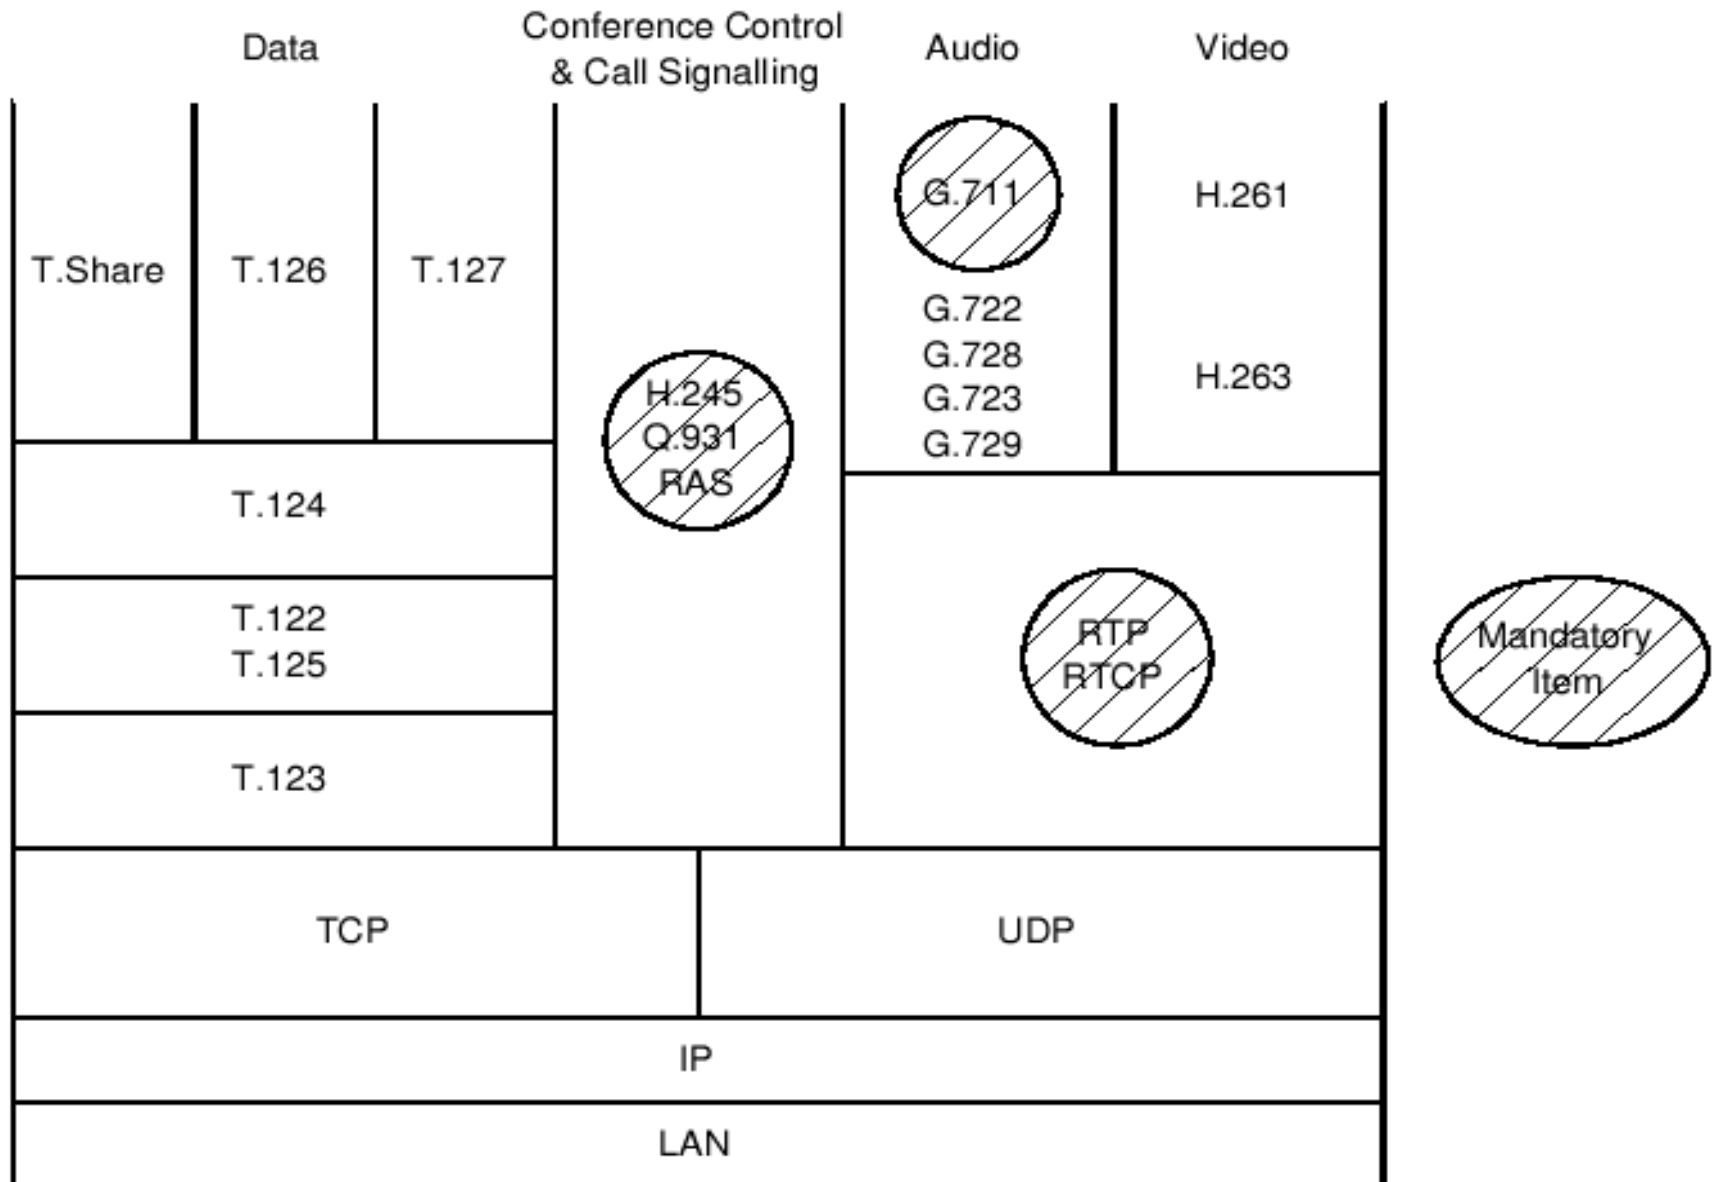 Data
Conference Control
& Call Signalling
Audio
Video
T.Share
T.126
T.127
G.711
G.722
G.728
G.723
G.729
H.261
H.263
H.245
Q.931
RAS
T.124
T.122
T.125
T.123
RTP
RTCP
Mandatory
Item
TCP
UDP
IP
LAN